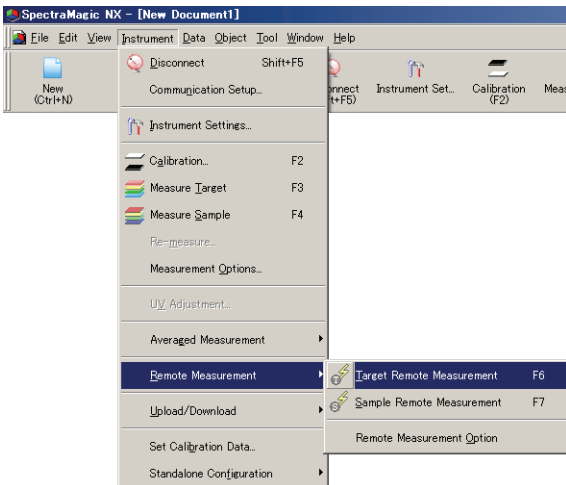 SpectraMagic NX - [New Document1]
File Edit View Instrument Data Object Tool Window Help
New
(Ctrl+N)
Disconnect Shift+F5
Communication Setup...
Instrument Settings...
Calibration... F2
Measure Target F3
Measure Sample F4
Re-measure...
Measurement Options...
UV Adjustment...
Averaged Measurement
Remote Measurement
Upload/Download
Set Calibration Data...
Standalone Configuration
nnect
t+F5)
Instrument Set...
Calibration
(F2)
Meas
Target Remote Measurement F6
Sample Remote Measurement F7
Remote Measurement Option